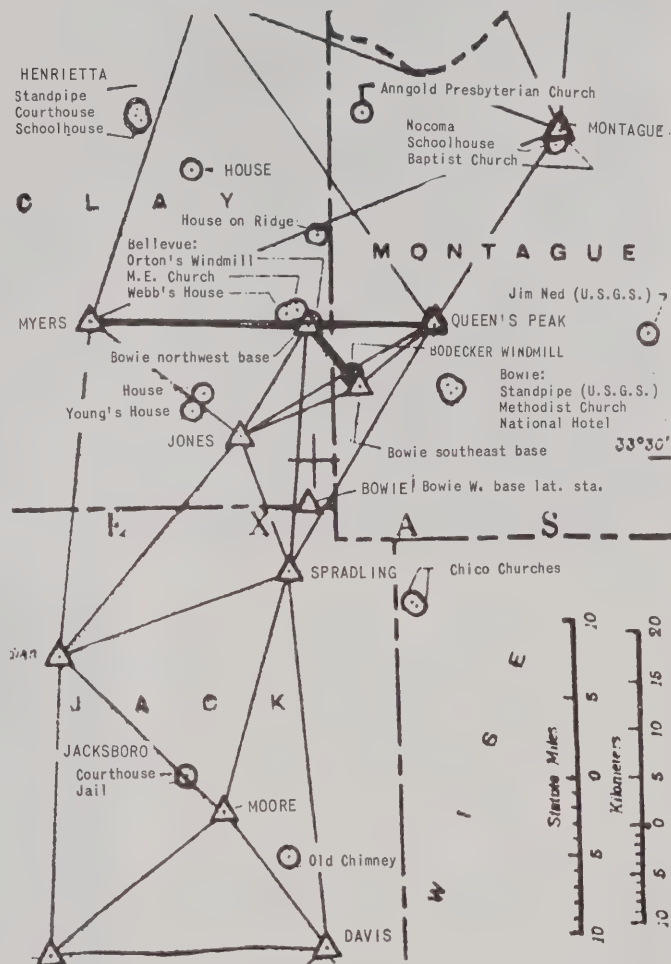 HENRIETTA
Standpipe
Courthouse
Schoolhouse
Anngold Presbyterian Church
Nocoma
Schoolhouse
Baptist Church
MONTAGUE
HOUSE
C L A Y
House on Ridge
MONTAGUE
Bellevue:
Orton's Windmill
M.E. Church
Webb's House
Jim Ned (U.S.G.S.)
MYERS
QUEEN'S PEAK
Bowie northwest base
BODECKER WINDMILL
Bowie:
Standpipe (U.S.G.S.)
Methodist Church
National Hotel
House
Young's House
JONES
Bowie southeast base
33°30'
BOWIE
Bowie W. base lat. sta.
E X A S
SPRADLING
Chico Churches
J A C K
W I S E
JACKSBORO
Courthouse
Jail
MOORE
Old Chimney
DAVIS
Statute Miles
10 5 0 5 10
Kilometers
10 5 0 5 10 15 20